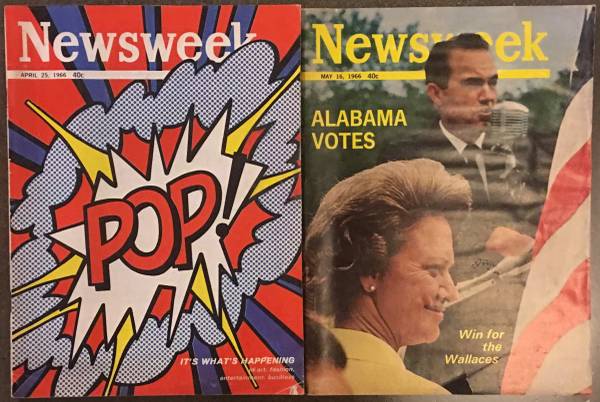 Newsweek
APRIL 25, 1966 40c
POP!
IT'S WHAT'S HAPPENING
in art, fashion,
entertainment, business
Newsweek
MAY 16, 1966 40c
ALABAMA
VOTES
Win for
the
Wallaces